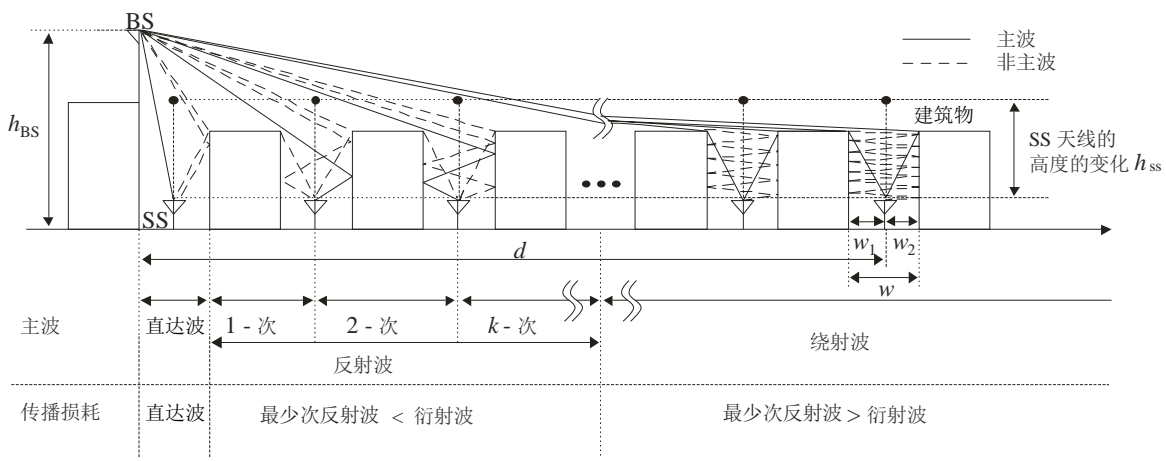 BS
主波
非主波
h_BS
建筑物
SS 天线的
高度的变化 h_ss
SS
w_1
w_2
d
w
主波
直达波
1 - 次
2 - 次
k - 次
绕射波
反射波
传播损耗
直达波
最少次反射波 < 衍射波
最少次反射波 > 衍射波